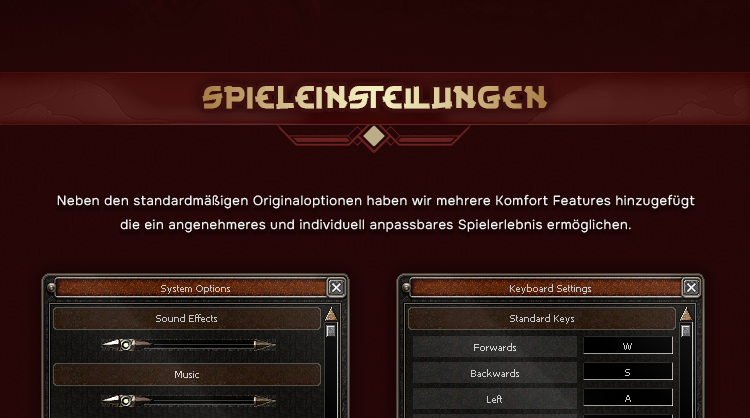 SPIELEINSTELLUNGEN
Neben den standardmäßigen Originaloptionen haben wir mehrere Komfort Features hinzugefügt
die ein angenehmeres und individuell anpassbares Spielerlebnis ermöglichen.
System Options
Sound Effects
Music
Keyboard Settings
Standard Keys
Forwards W
Backwards S
Left A